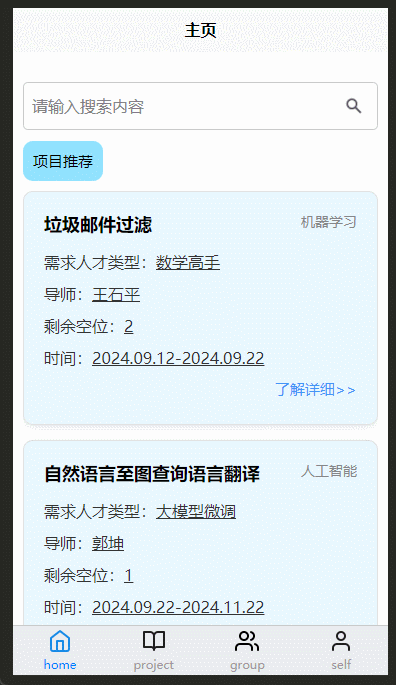 主页
请输入搜索内容
项目推荐
垃圾邮件过滤
机器学习
需求人才类型：数学高手
导师：王石平
剩余空位：2
时间：2024.09.12-2024.09.22
了解详细>>
自然语言至图查询语言翻译
人工智能
需求人才类型：大模型微调
导师：郭坤
剩余空位：1
时间：2024.09.22-2024.11.22
home
project
group
self